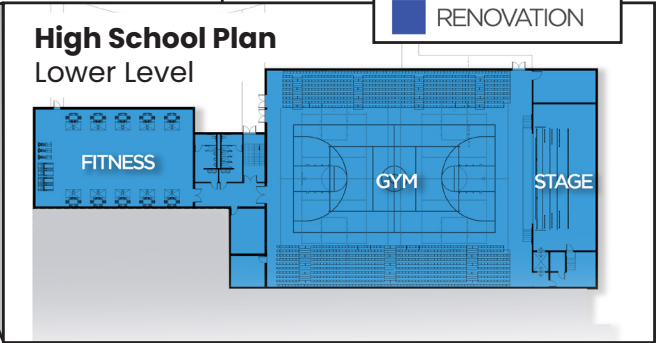 RENOVATION
High School Plan
Lower Level
FITNESS
GYM
STAGE